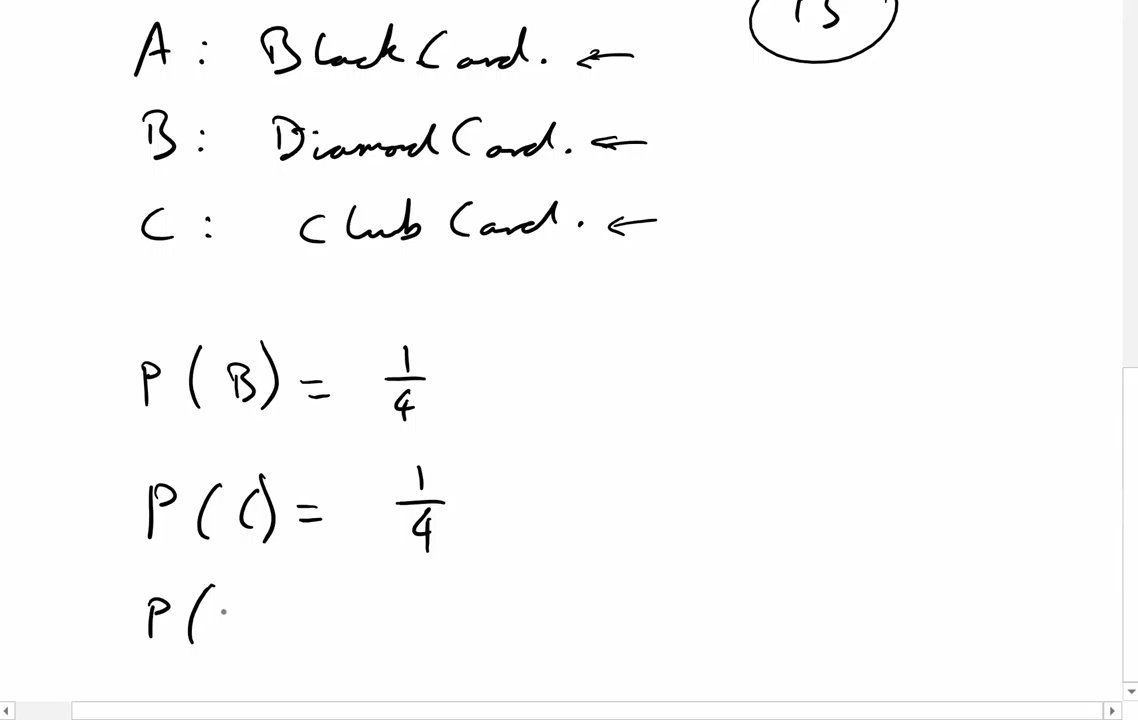 A : Black Card. ←
B : Diamond Card. ←
C : Club Card. ←
P ( B ) = 1/4
P ( C ) = 1/4
P (